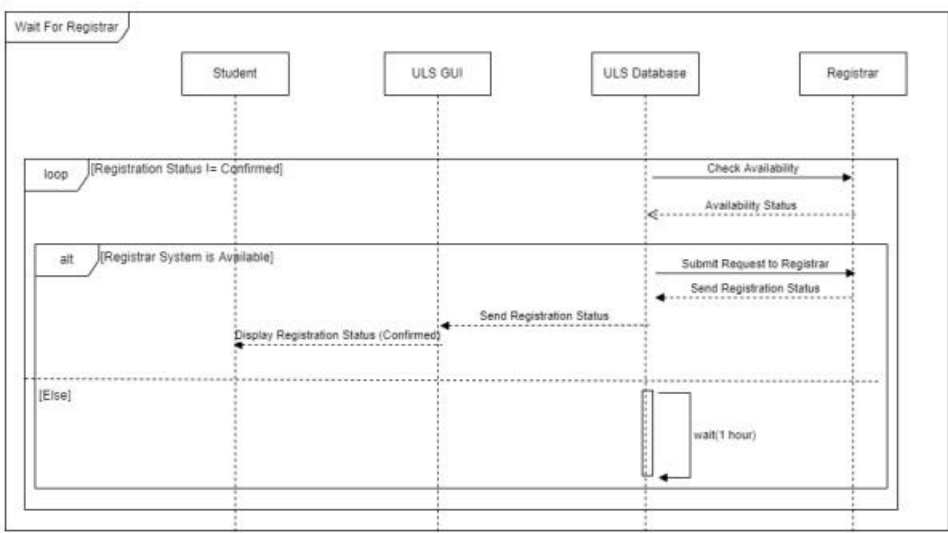 Wait For Registrar
Student
ULS GUI
ULS Database
Registrar
loop
[Registration Status != Confirmed]
Check Availability
Availability Status
alt
[Registrar System is Available]
Submit Request to Registrar
Send Registration Status
Send Registration Status
Display Registration Status (Confirmed)
[Else]
wait(1 hour)